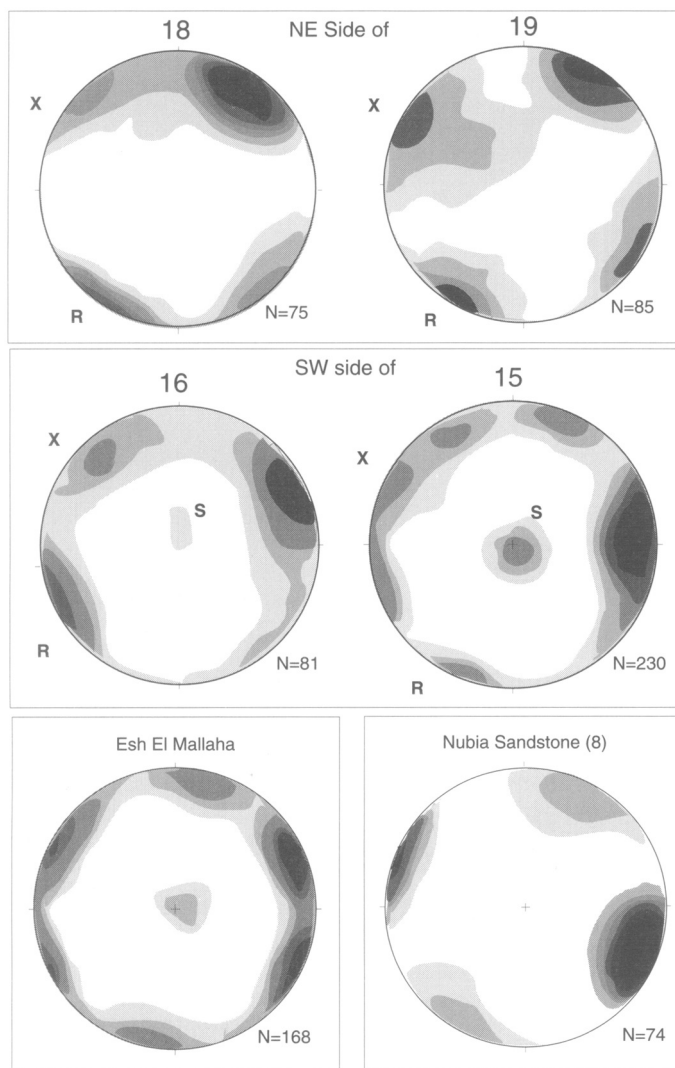 NE Side of
18
19
X
X
R
N=75
R
N=85
SW side of
16
15
X
X
S
S
R
N=81
R
N=230
Esh El Mallaha
N=168
Nubia Sandstone (8)
N=74